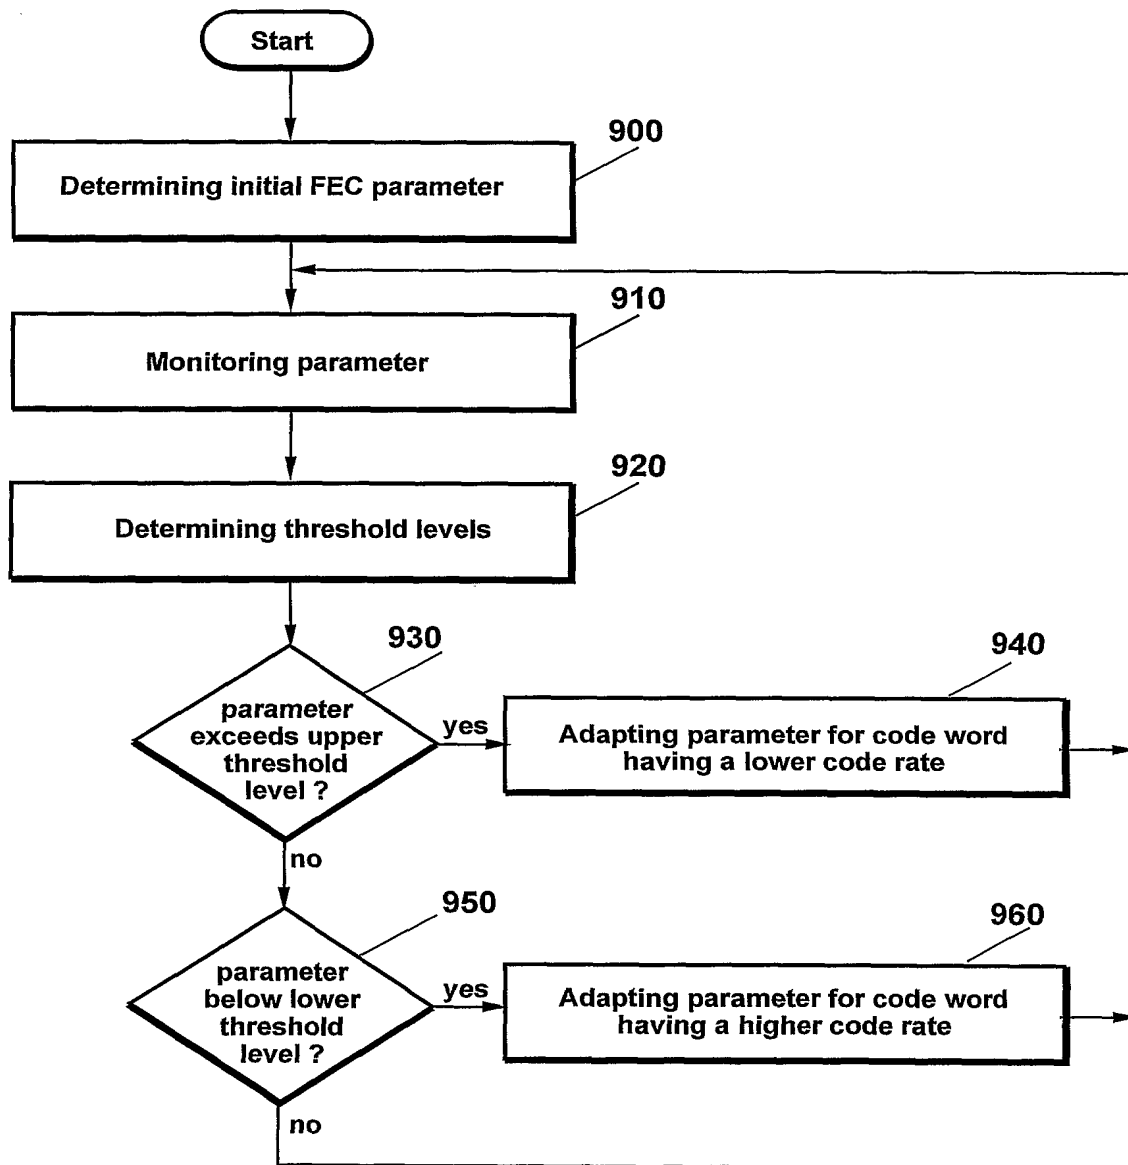 Start
900
Determining initial FEC parameter
910
Monitoring parameter
920
Determining threshold levels
930
parameter
exceeds upper
threshold
level ?
yes
940
Adapting parameter for code word
having a lower code rate
no
950
parameter
below lower
threshold
level ?
yes
960
Adapting parameter for code word
having a higher code rate
no